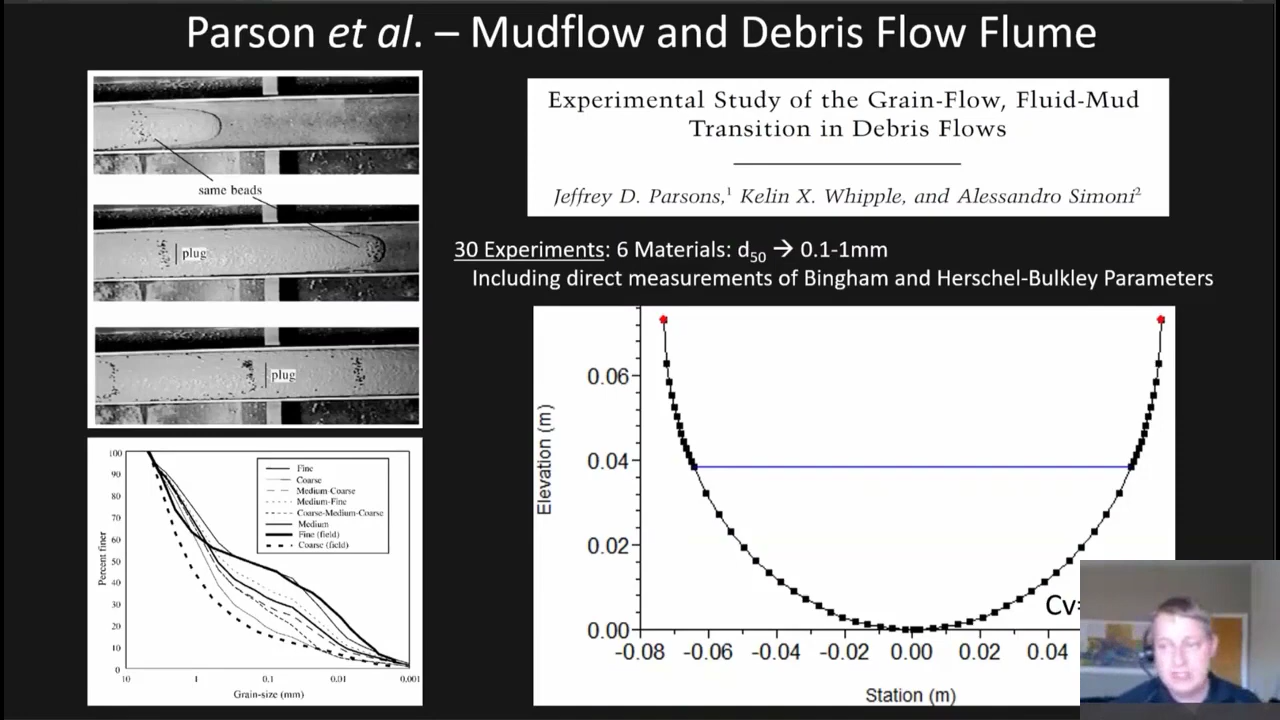 Parson et al. – Mudflow and Debris Flow Flume
same beads
plug
plug
Experimental Study of the Grain-Flow, Fluid-Mud
Transition in Debris Flows
Jeffrey D. Parsons,¹ Kelin X. Whipple, and Alessandro Simoni²
30 Experiments: 6 Materials: d50 → 0.1-1mm
Including direct measurements of Bingham and Herschel-Bulkley Parameters
100
90
80
70
60
50
40
30
20
10
0
Percent finer
Fine
Coarse
Medium-Coarse
Medium-Fine
Coarse-Medium-Coarse
Medium
Fine (field)
Coarse (field)
10 1 0.1 0.01 0.001
Grain-size (mm)
Elevation (m)
0.06
0.04
0.02
0.00
Cv=
-0.08 -0.06 -0.04 -0.02 0.00 0.02 0.04
Station (m)